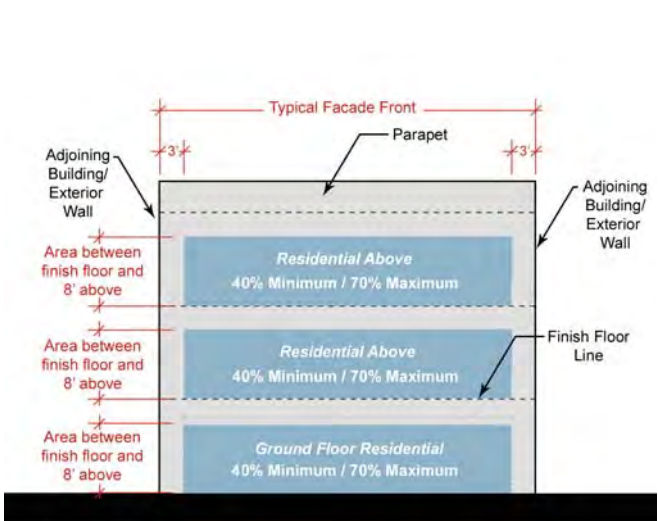 Typical Facade Front
Parapet
3'
3'
Adjoining
Building/
Exterior
Wall
Adjoining
Building/
Exterior
Wall
Area between
finish floor and
8' above
Residential Above
40% Minimum / 70% Maximum
Finish Floor
Line
Area between
finish floor and
8' above
Residential Above
40% Minimum / 70% Maximum
Area between
finish floor and
8' above
Ground Floor Residential
40% Minimum / 70% Maximum